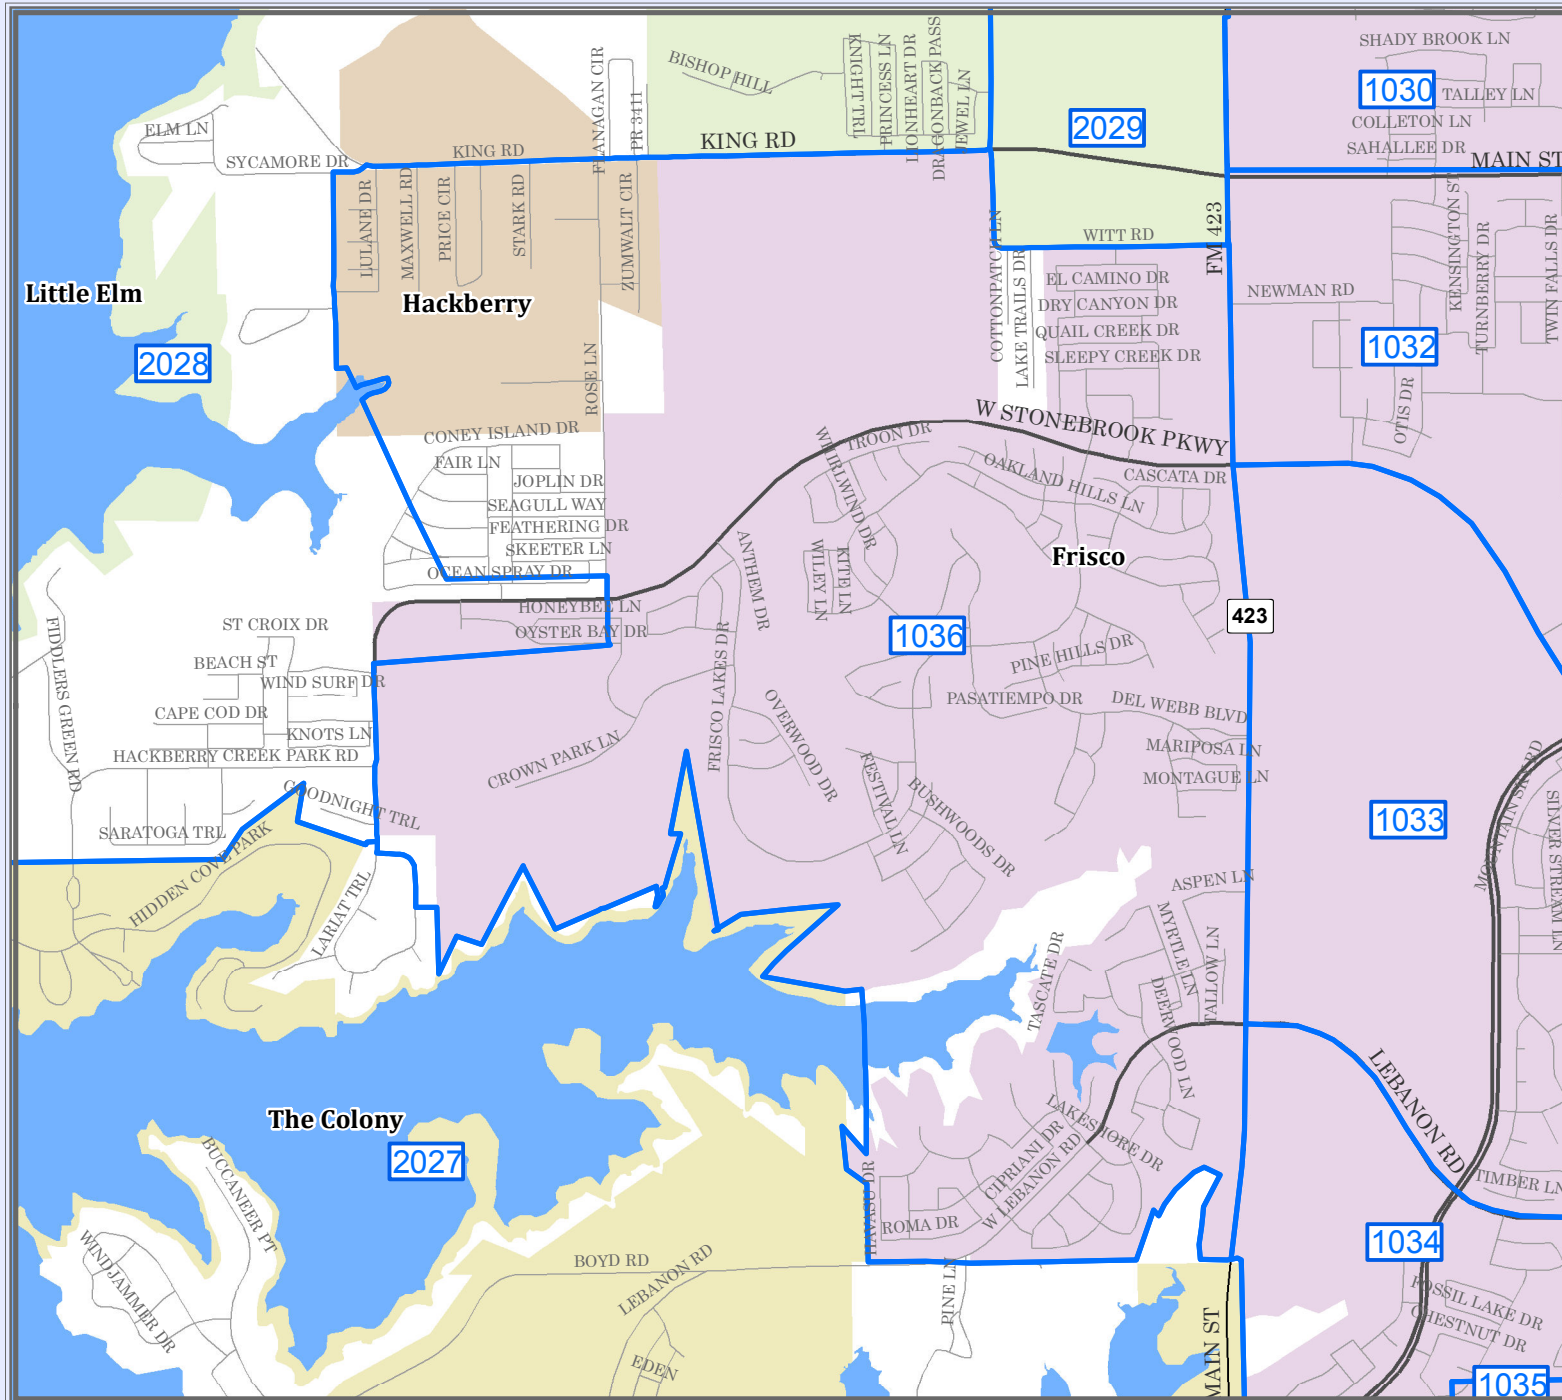 SHADY BROOK LN
1030
TALLEY LN
COLLETON LN
SAHALLEE DR
MAIN ST
BISHOP HILL
KNIGHT TRL
PRINCESS LN
LIONHEART DR
DRAGONBACK PASS
JEWEL LN
2029
FLANAGAN CIR
PR 3411
ELM LN
SYCAMORE DR
KING RD
KING RD
LULANE DR
MAXWELL RD
PRICE CIR
STARK RD
ZUMWALT CIR
COTTONPATCH LN
LAKE TRAILS DR
WITT RD
FM 423
EL CAMINO DR
DRY CANYON DR
QUAIL CREEK DR
SLEEPY CREEK DR
NEWMAN RD
KENSINGTON ST
TURNBERRY DR
TWIN FALLS DR
1032
OTIS DR
Little Elm
Hackberry
2028
ROSE LN
CONEY ISLAND DR
FAIR LN
JOPLIN DR
SEAGULL WAY
FEATHERING DR
SKEETER LN
OCEAN SPRAY DR
W STONEBROOK PKWY
TROON DR
WHIRLWIND DR
OAKLAND HILLS LN
CASCATA DR
Frisco
ANTHEM DR
WILEY LN
KITE LN
HONEYBEE LN
OYSTER BAY DR
423
1036
FIDDLERS GREEN RD
ST CROIX DR
BEACH ST
WIND SURF DR
CAPE COD DR
KNOTS LN
HACKBERRY CREEK PARK RD
GOODNIGHT TRL
SARATOGA TRL
HIDDEN COVE PARK
LARIAT TRL
FRISCO LAKES DR
CROWN PARK LN
OVERWOOD DR
PINE HILLS DR
PASATIEMPO DR
DEL WEBB BLVD
MARIPOSA LN
MONTAGUE LN
FESTIVAL LN
BUSHWOODS DR
1033
MOUNTAIN SKY RD
SILVER STREAM LN
ASPEN LN
MYRTLE LN
TALLOW LN
TASCATE DR
DEERWOOD LN
LEBANON RD
The Colony
2027
LAKESHORE DR
CIPRIANI DR
W LEBANON RD
HAVASU DR
ROMA DR
TIMBER LN
1034
BUCCANEER PT
WINDJAMMER DR
BOYD RD
LEBANON RD
PINE LN
EDEN
MAIN ST
FOSSIL LAKE DR
CHESTNUT DR
1035